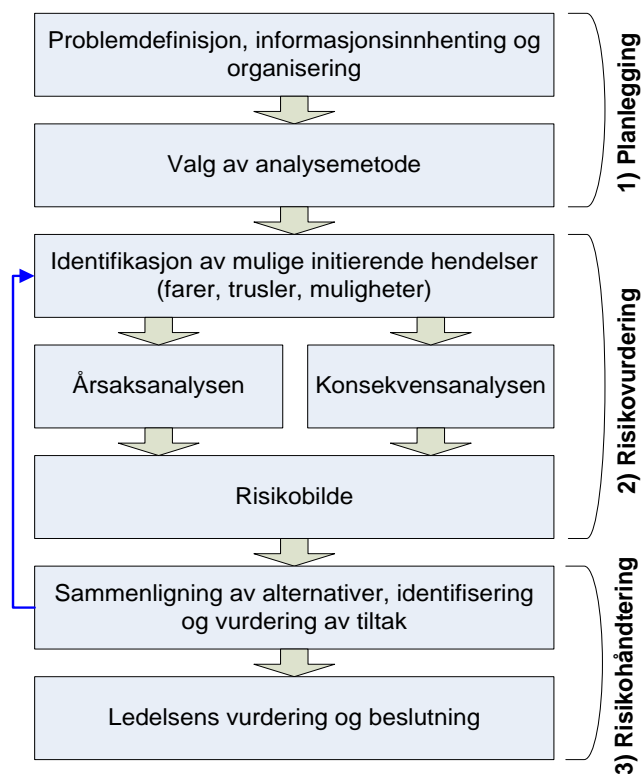 Problemdefinisjon, informasjonsinnhenting og
organisering
Valg av analysemetode
1) Planlegging
Identifikasjon av mulige initierende hendelser
(farer, trusler, muligheter)
Årsaksanalysen
Konsekvensanalysen
Risikobilde
2) Risikovurdering
Sammenligning av alternativer, identifisering
og vurdering av tiltak
Ledelsens vurdering og beslutning
3) Risikohåndtering